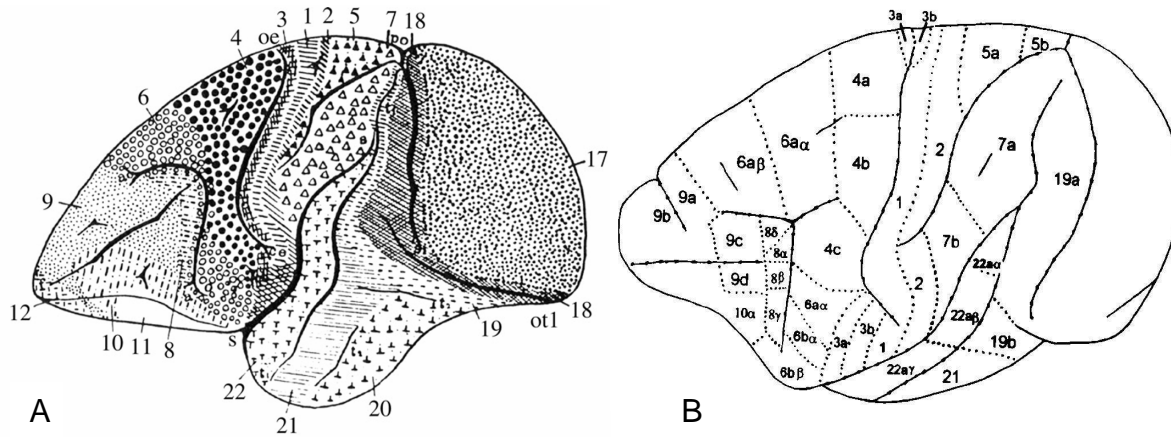 3 1 2 5 7 18
4 oe po
6
17
9
12
10 11 8 s
18
19 ot1
22
21 20
A
3a 3b
5a 5b
4a
6aα
6aβ
4b
2
7a
19a
9a
9b
1
9c
8δ
8α
4c
7b
9d
8β
22aα
2
10α
8γ
6aα
22aβ
6bα
3a
3b
1
19b
6bβ
22aγ
21
B